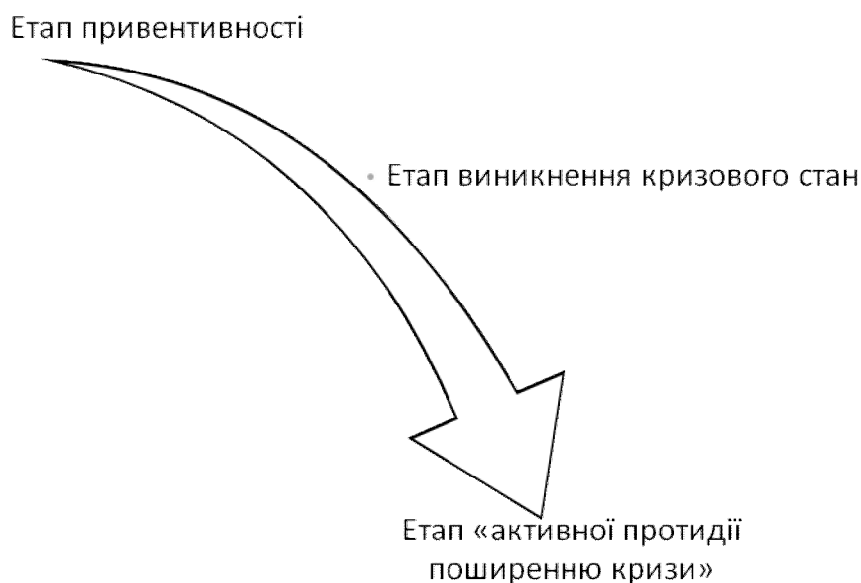 Етап привентивності
Етап виникнення кризового стан
Етап «активної протидії
поширенню кризи»